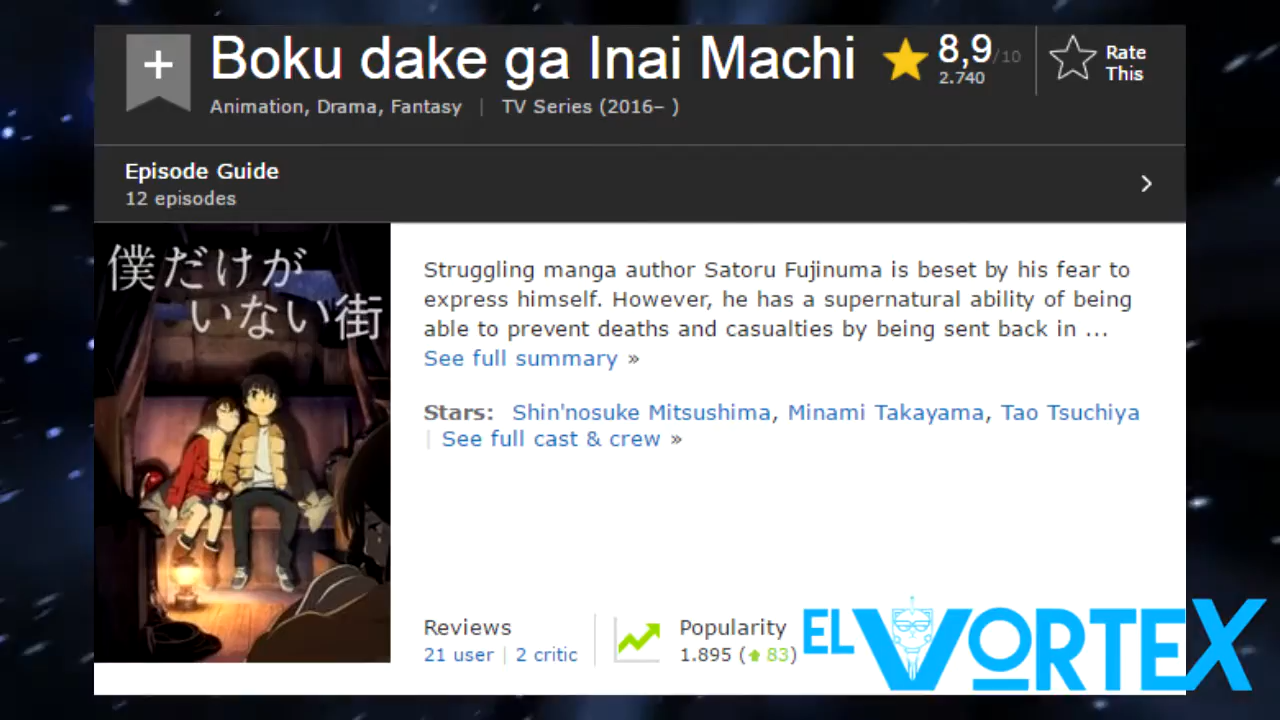 Boku dake ga Inai Machi
8,9/10
2.740
Rate
This
Animation, Drama, Fantasy | TV Series (2016– )
Episode Guide
12 episodes
僕だけが
いない街
Struggling manga author Satoru Fujinuma is beset by his fear to
express himself. However, he has a supernatural ability of being
able to prevent deaths and casualties by being sent back in ...
See full summary »
Stars: Shin'nosuke Mitsushima, Minami Takayama, Tao Tsuchiya
| See full cast & crew »
Reviews
21 user | 2 critic
Popularity
1.895 (83)
EL VORTEX